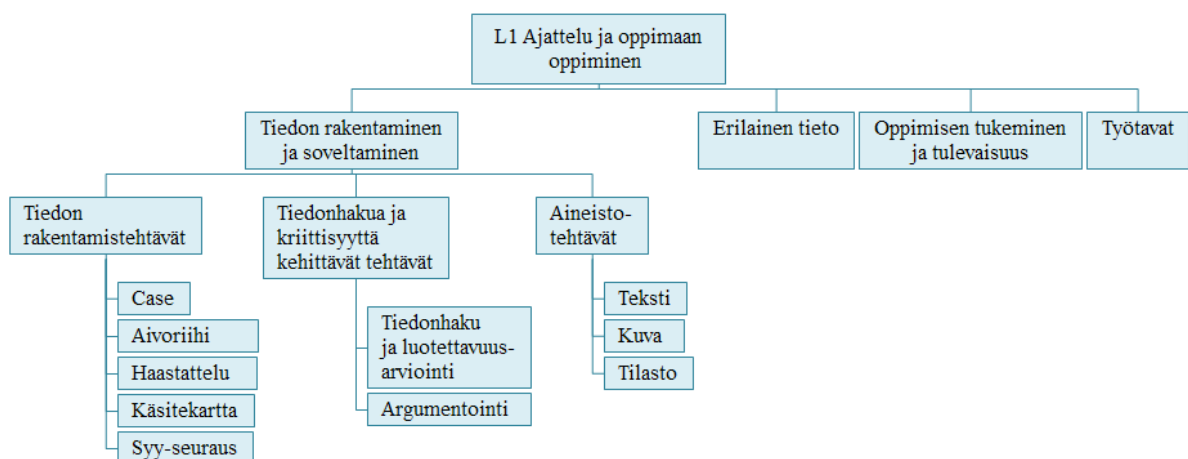 L1 Ajattelu ja oppimaan
oppiminen
Tiedon rakentaminen
ja soveltaminen
Erilainen tieto
Oppimisen tukeminen
ja tulevaisuus
Työtavat
Tiedon
rakentamistehtävät
Tiedonhakua ja
kriittisyyttä
kehittävät tehtävät
Aineisto-
tehtävät
Case
Aivoriihi
Haastattelu
Käsitekartta
Syy-seuraus
Tiedonhaku
ja luotettavuus-
arviointi
Argumentointi
Teksti
Kuva
Tilasto